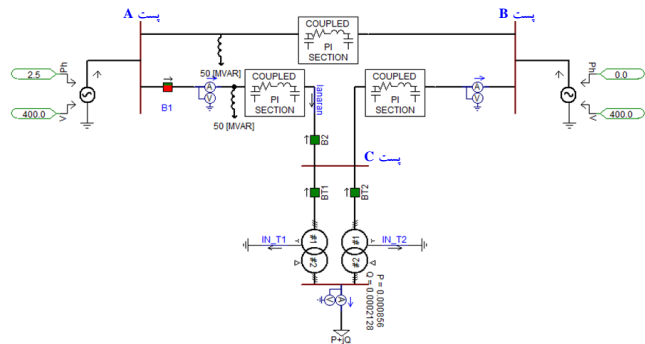 پست A
پست B
COUPLED
PI
SECTION
2.5
Ph
0.0
Ph
50 [MVAR]
COUPLED
PI
SECTION
COUPLED
PI
SECTION
A
V
A
V
400.0
V
400.0
V
B1
50 [MVAR]
B2
پست C
BT1
BT2
IN_T1
#1
#2
#1
#2
IN_T2
P = 0.000856
Q = 0.0002128
A
V
P+jQ